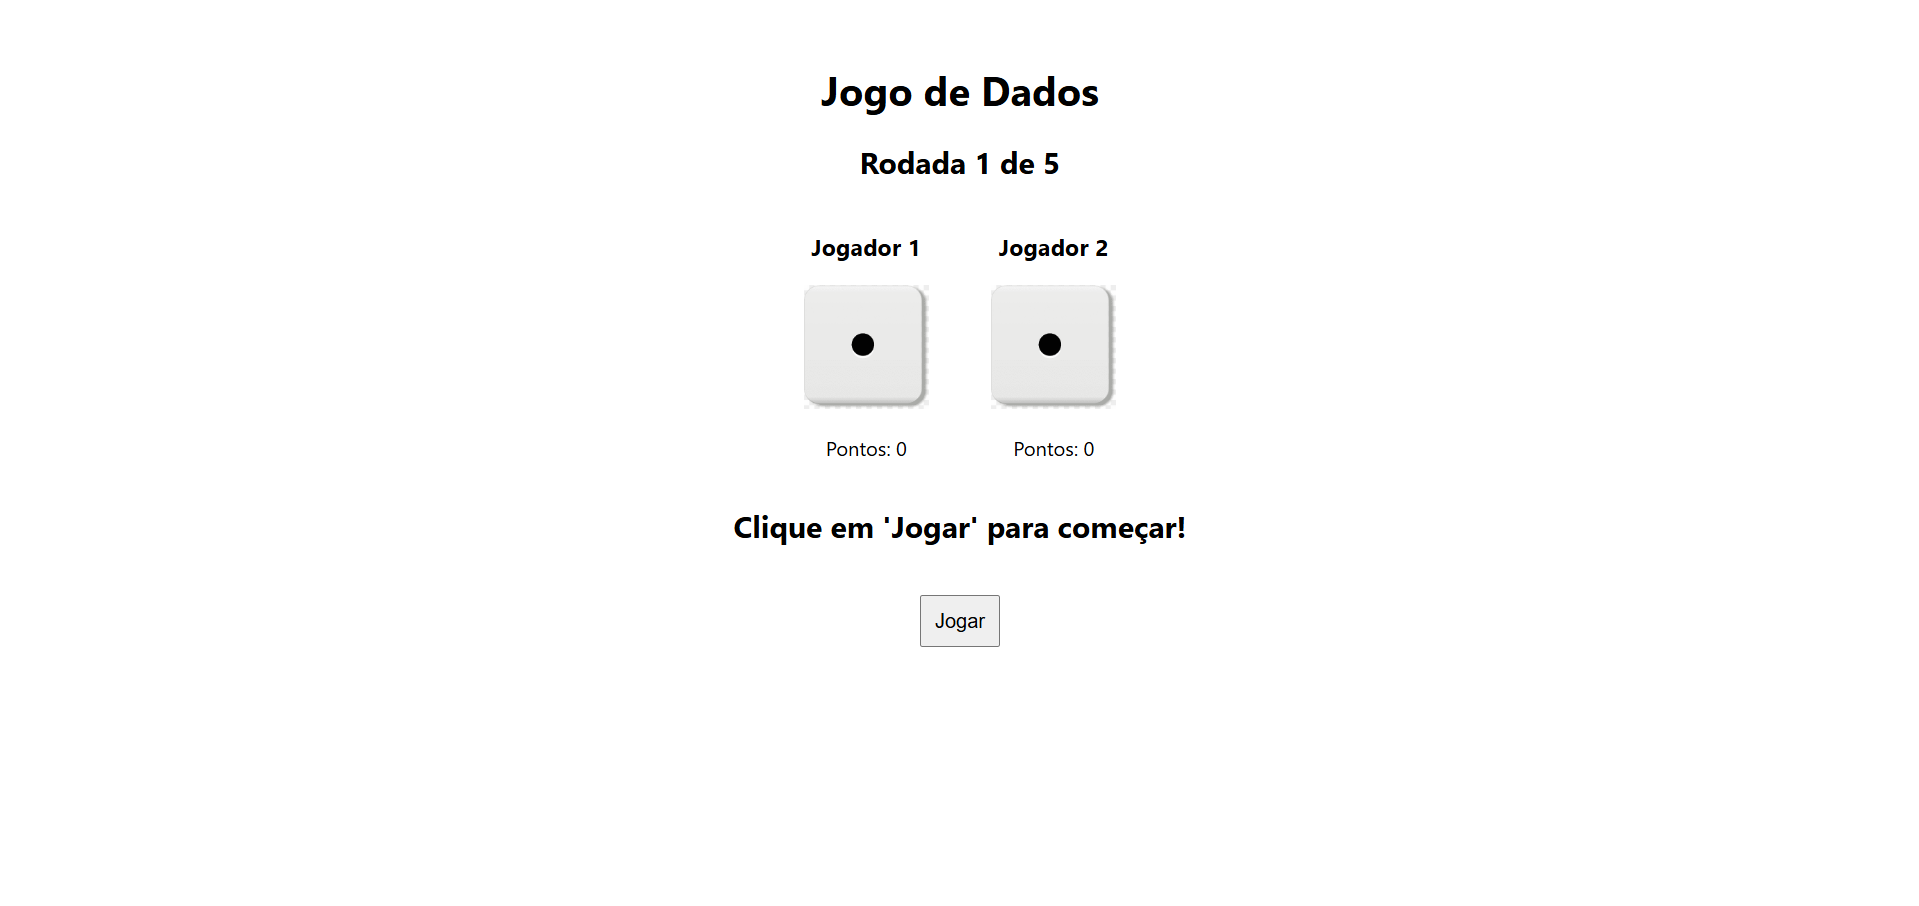 Jogo de Dados
Rodada 1 de 5
Jogador 1
Jogador 2
Pontos: 0
Pontos: 0
Clique em 'Jogar' para começar!
Jogar